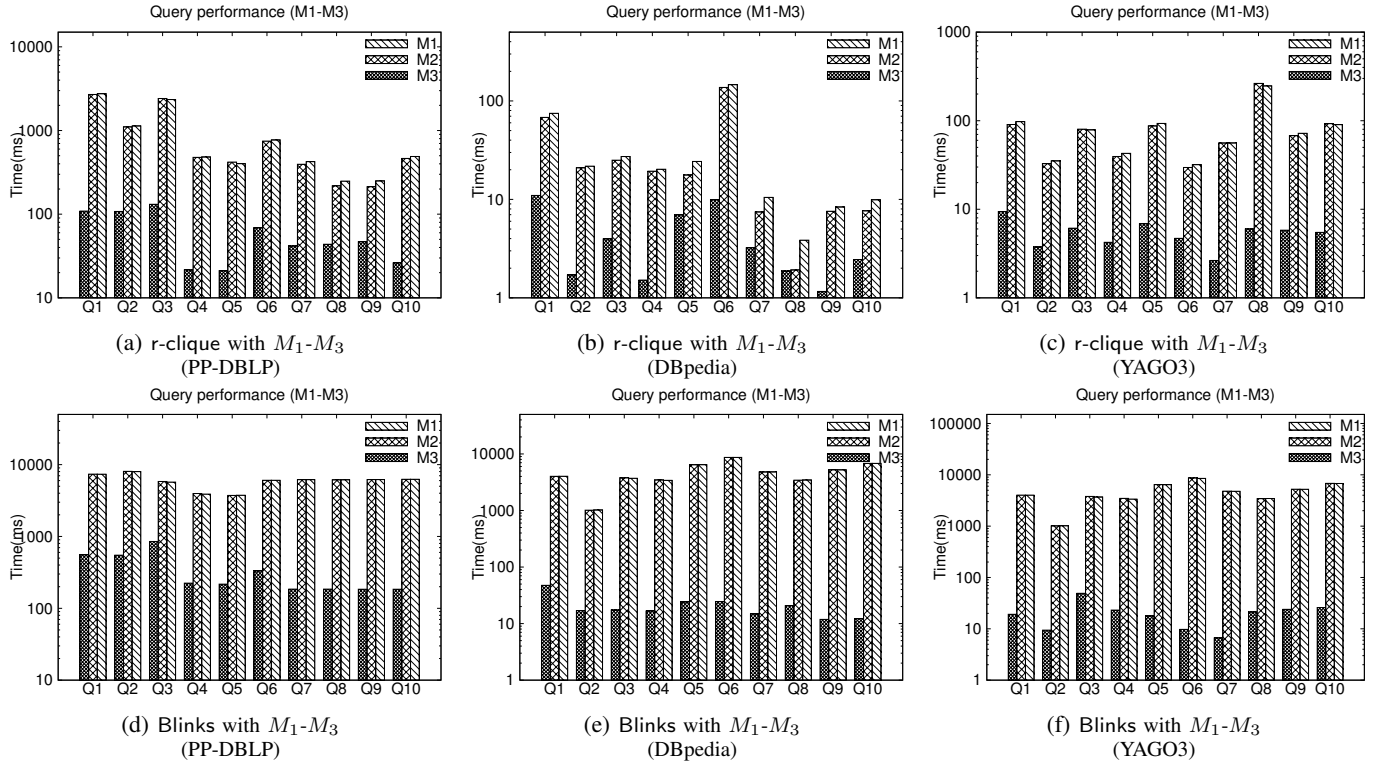 Query performance (M1-M3)
10000
1000
100
10
Time(ms)
M1
M2
M3
Q1 Q2 Q3 Q4 Q5 Q6 Q7 Q8 Q9 Q10
(a) r-clique with M1-M3
(PP-DBLP)
Query performance (M1-M3)
100
10
1
Time(ms)
M1
M2
M3
Q1 Q2 Q3 Q4 Q5 Q6 Q7 Q8 Q9 Q10
(b) r-clique with M1-M3
(DBpedia)
Query performance (M1-M3)
1000
100
10
1
Time(ms)
M1
M2
M3
Q1 Q2 Q3 Q4 Q5 Q6 Q7 Q8 Q9 Q10
(c) r-clique with M1-M3
(YAGO3)
Query performance (M1-M3)
10000
1000
100
10
Time(ms)
M1
M2
M3
Q1 Q2 Q3 Q4 Q5 Q6 Q7 Q8 Q9 Q10
(d) Blinks with M1-M3
(PP-DBLP)
Query performance (M1-M3)
10000
1000
100
10
1
Time(ms)
M1
M2
M3
Q1 Q2 Q3 Q4 Q5 Q6 Q7 Q8 Q9 Q10
(e) Blinks with M1-M3
(DBpedia)
Query performance (M1-M3)
100000
10000
1000
100
10
1
Time(ms)
M1
M2
M3
Q1 Q2 Q3 Q4 Q5 Q6 Q7 Q8 Q9 Q10
(f) Blinks with M1-M3
(YAGO3)